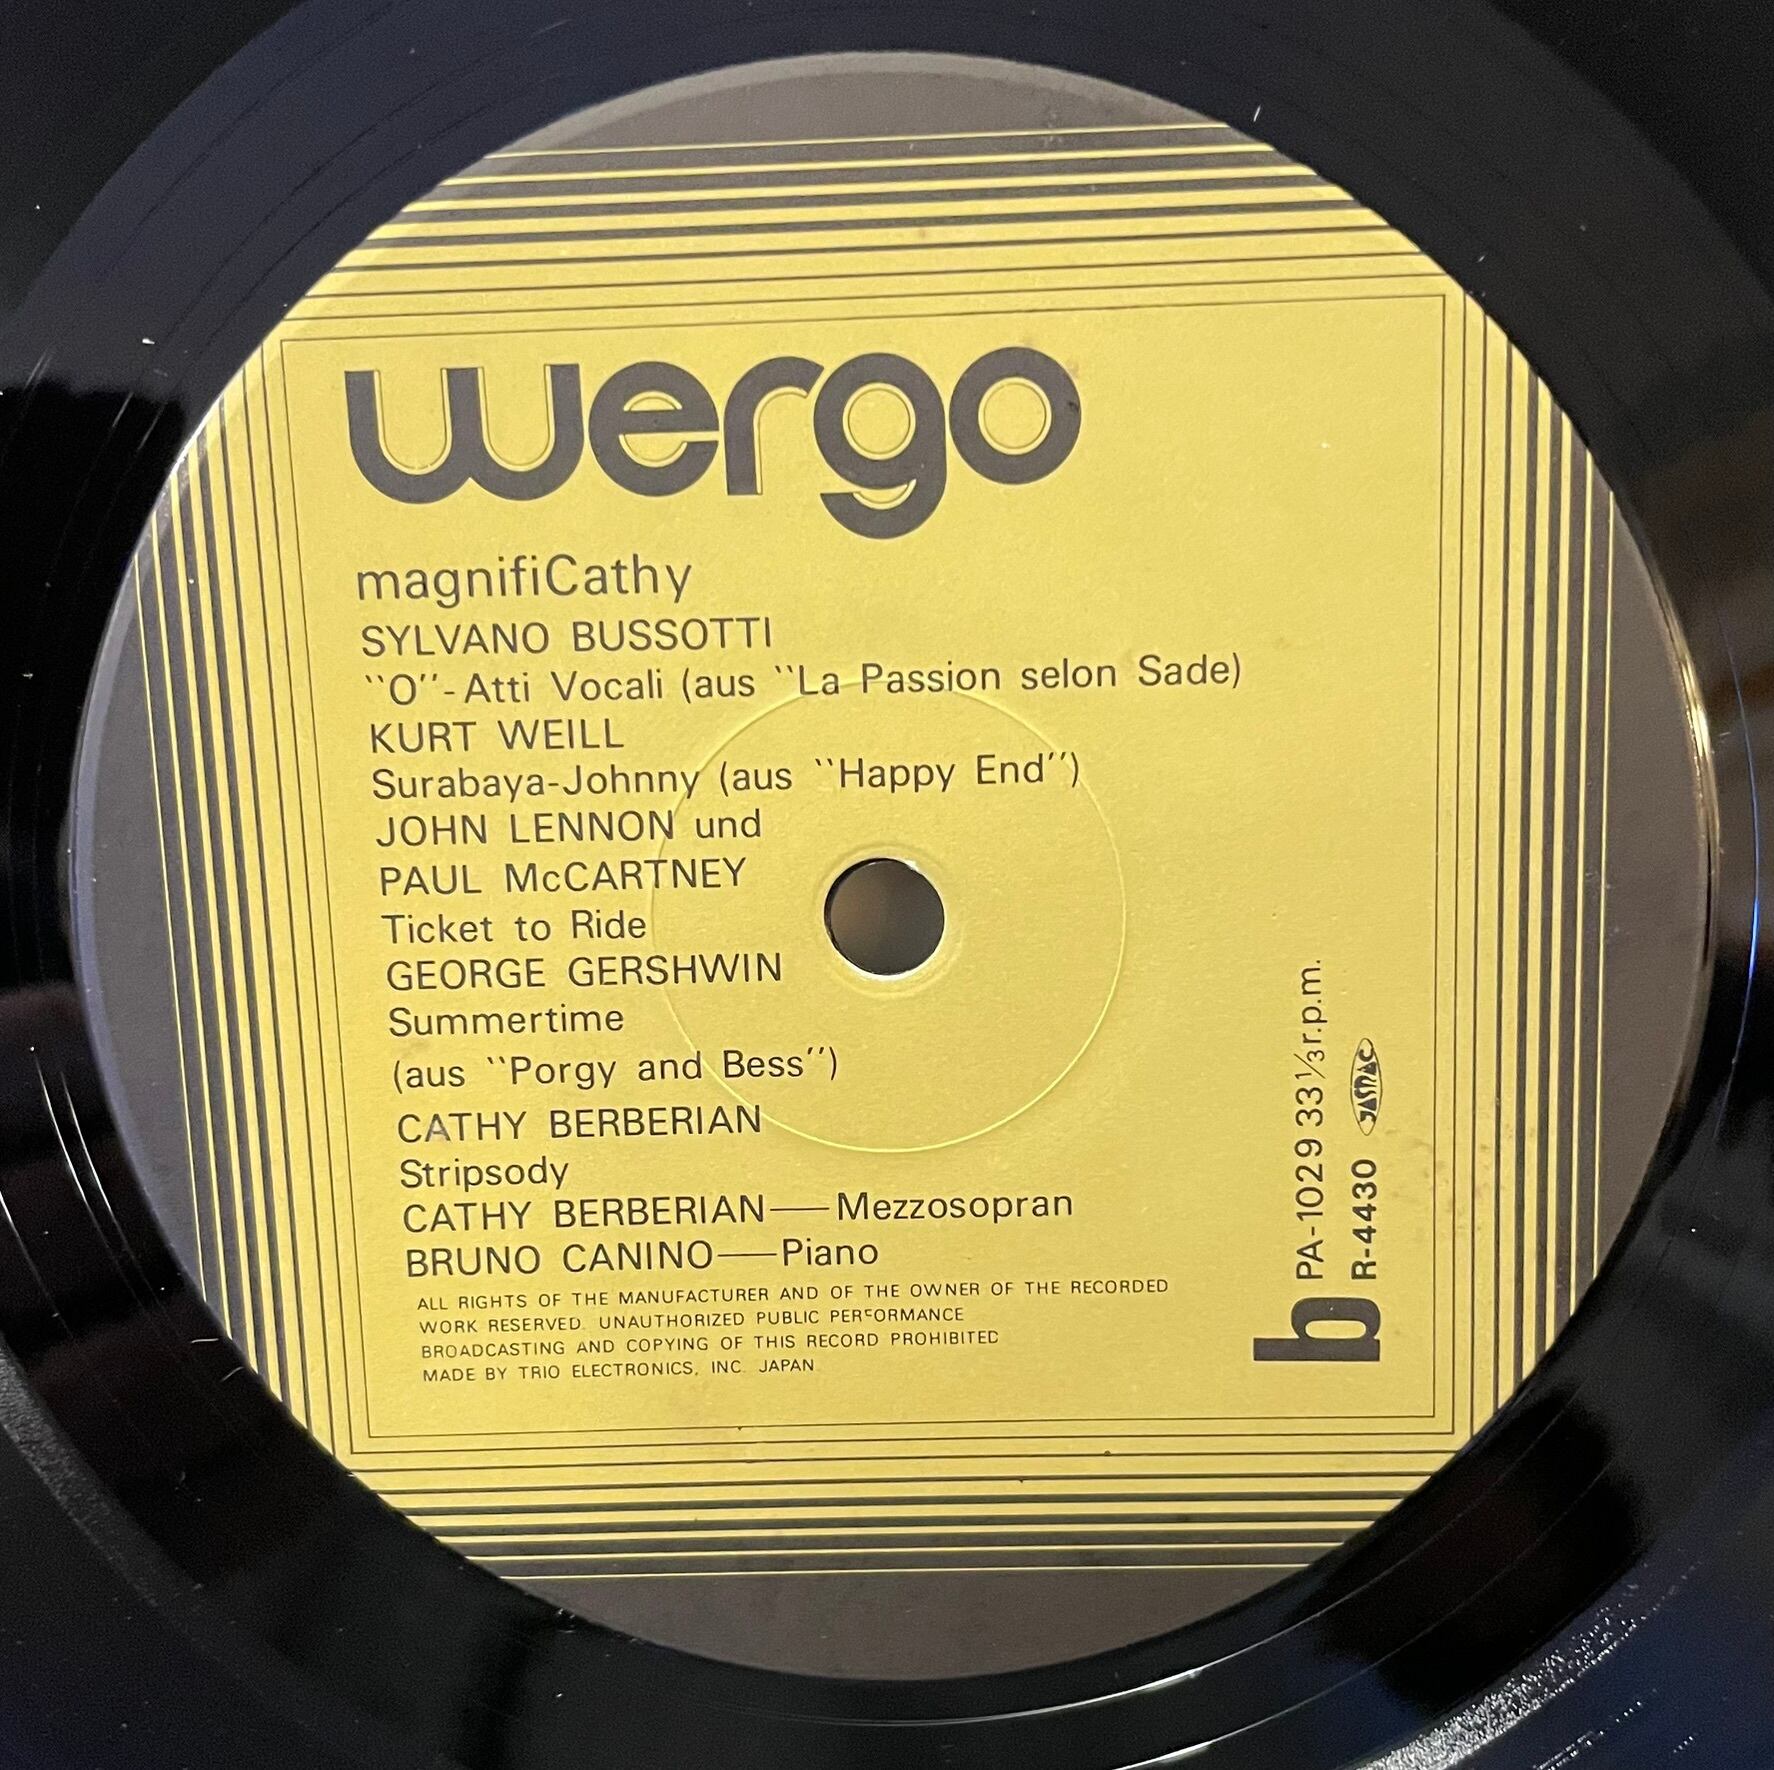 wergo
magnifiCathy
SYLVANO BUSSOTTI
"O"-Atti Vocali (aus "La Passion selon Sade)
KURT WEILL
Surabaya-Johnny (aus "Happy End")
JOHN LENNON und
PAUL McCARTNEY
Ticket to Ride
GEORGE GERSHWIN
Summertime
(aus "Porgy and Bess")
CATHY BERBERIAN
Stripsody
CATHY BERBERIAN—Mezzosopran
BRUNO CANINO—Piano
ALL RIGHTS OF THE MANUFACTURER AND OF THE OWNER OF THE RECORDED
WORK RESERVED. UNAUTHORIZED PUBLIC PERFORMANCE
BROADCASTING AND COPYING OF THIS RECORD PROHIBITED
MADE BY TRIO ELECTRONICS, INC. JAPAN
b
PA-1029 33 1/3 r.p.m.
R-4430 JASRAC